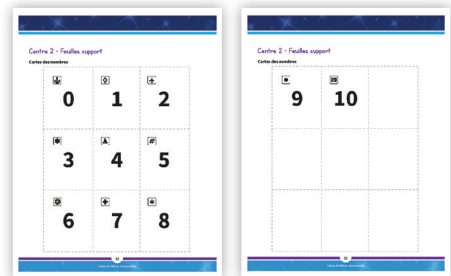 Centre 2 - Feuilles support
Cartes des nombres
0 1 2
3 4 5
6 7 8
Centre 2 - Feuilles support
Cartes des nombres
9 10